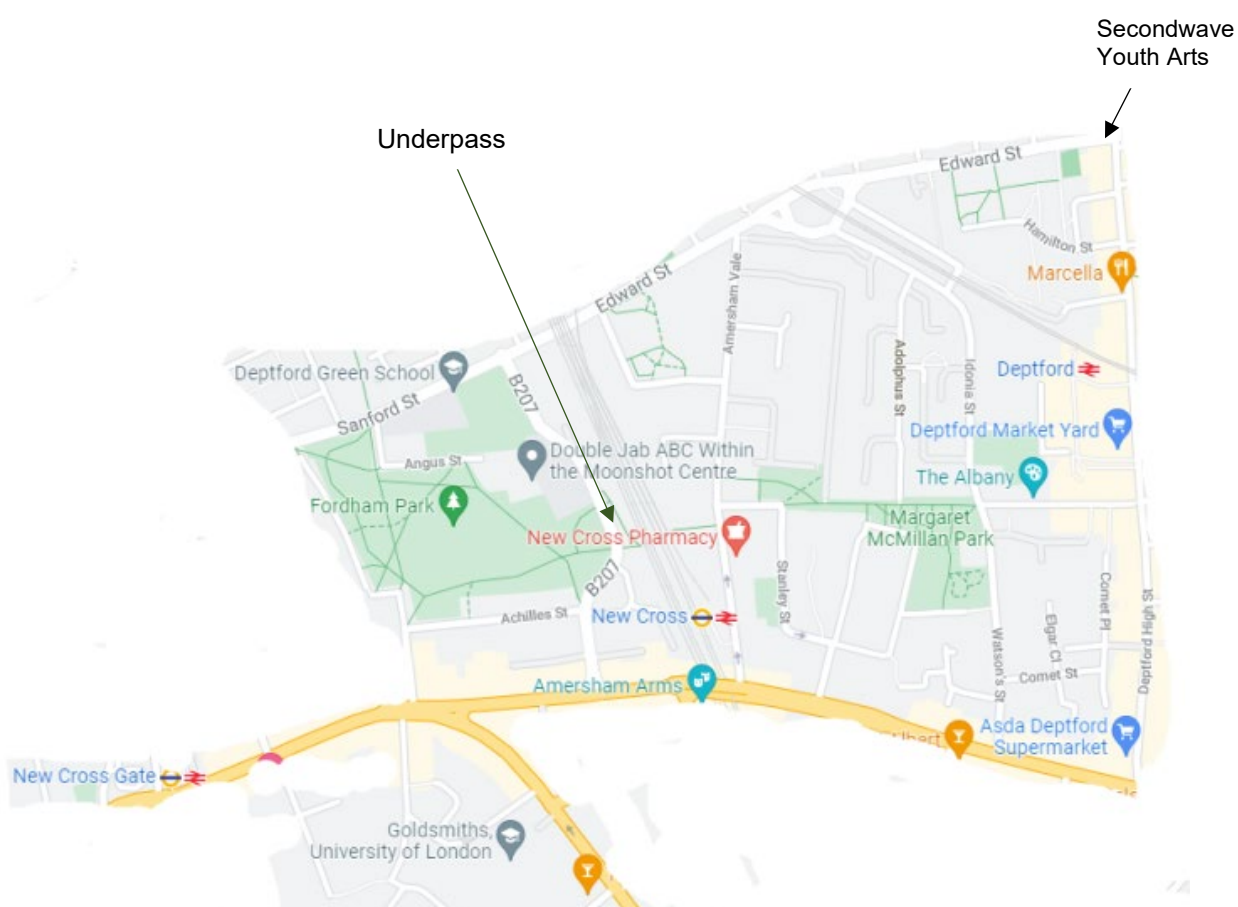 Secondwave
Youth Arts
Underpass
Edward St
Hamilton St
Marcella
Amersham Vale
Edward St
Adolphus St
Idonia St
Deptford
Deptford Green School
B207
Sanford St
Deptford Market Yard
Double Jab ABC Within
the Moonshot Centre
Angus St
The Albany
Fordham Park
Margaret
McMillan Park
New Cross Pharmacy
B207
Stanley St
Comet Pl
Achilles St
New Cross
Elgar Cl
Deptford High St
Watson's St
Comet St
Amersham Arms
Asda Deptford
Supermarket
New Cross Gate
Goldsmiths,
University of London